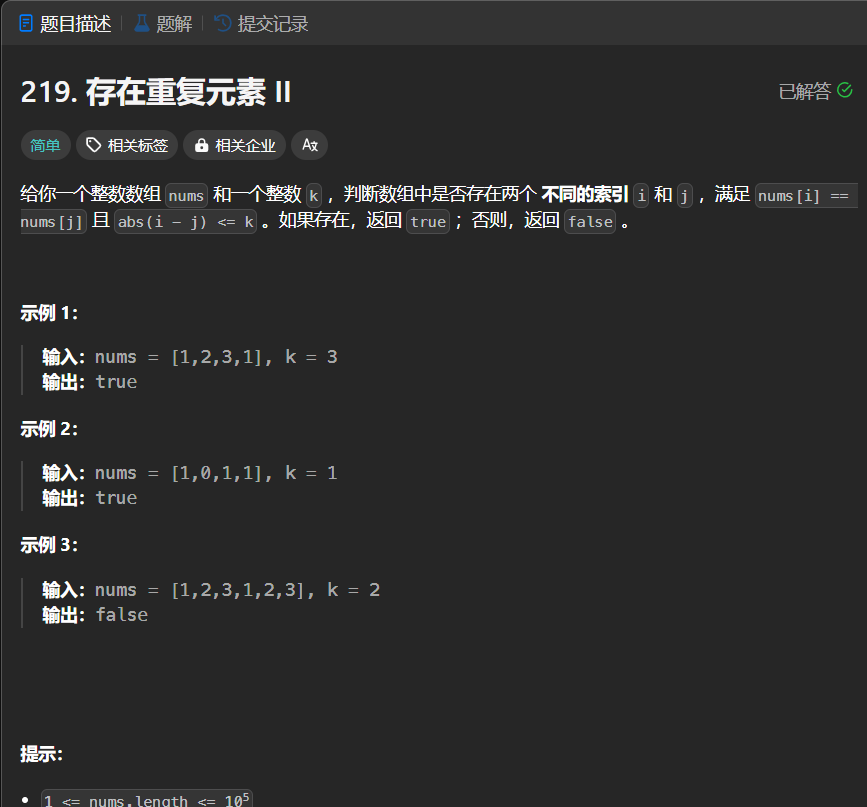 题目描述 | 题解 | 提交记录
219. 存在重复元素 II
已解答
简单 相关标签 相关企业 Ax
给你一个整数数组 nums 和一个整数 k ，判断数组中是否存在两个 不同的索引 i 和 j ，满足 nums[i] ==
nums[j] 且 abs(i - j) <= k 。如果存在，返回 true ；否则，返回 false 。
示例 1：
输入：nums = [1,2,3,1], k = 3
输出：true
示例 2：
输入：nums = [1,0,1,1], k = 1
输出：true
示例 3：
输入：nums = [1,2,3,1,2,3], k = 2
输出：false
提示：
• 1 <= nums.length <= 10⁵